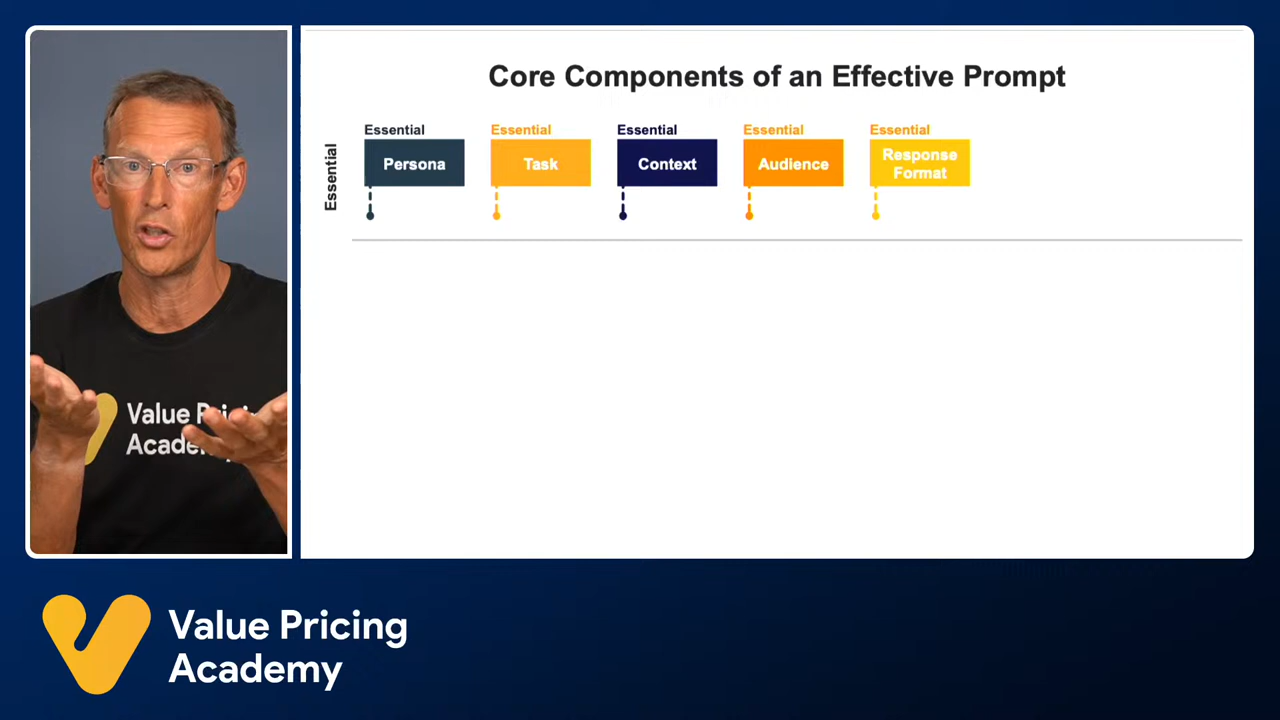 Core Components of an Effective Prompt
Essential
Essential
Essential
Essential
Essential
Essential
Persona
Task
Context
Audience
Response
Format
Value Pricing
Academy
Value Pricing
Academy